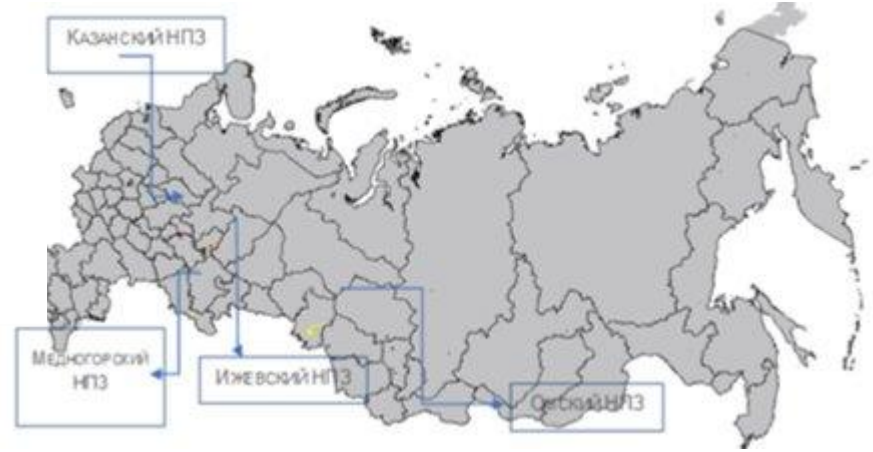 Казанский НПЗ
Медногорский
НПЗ
Ижевский НПЗ
Омский НПЗ